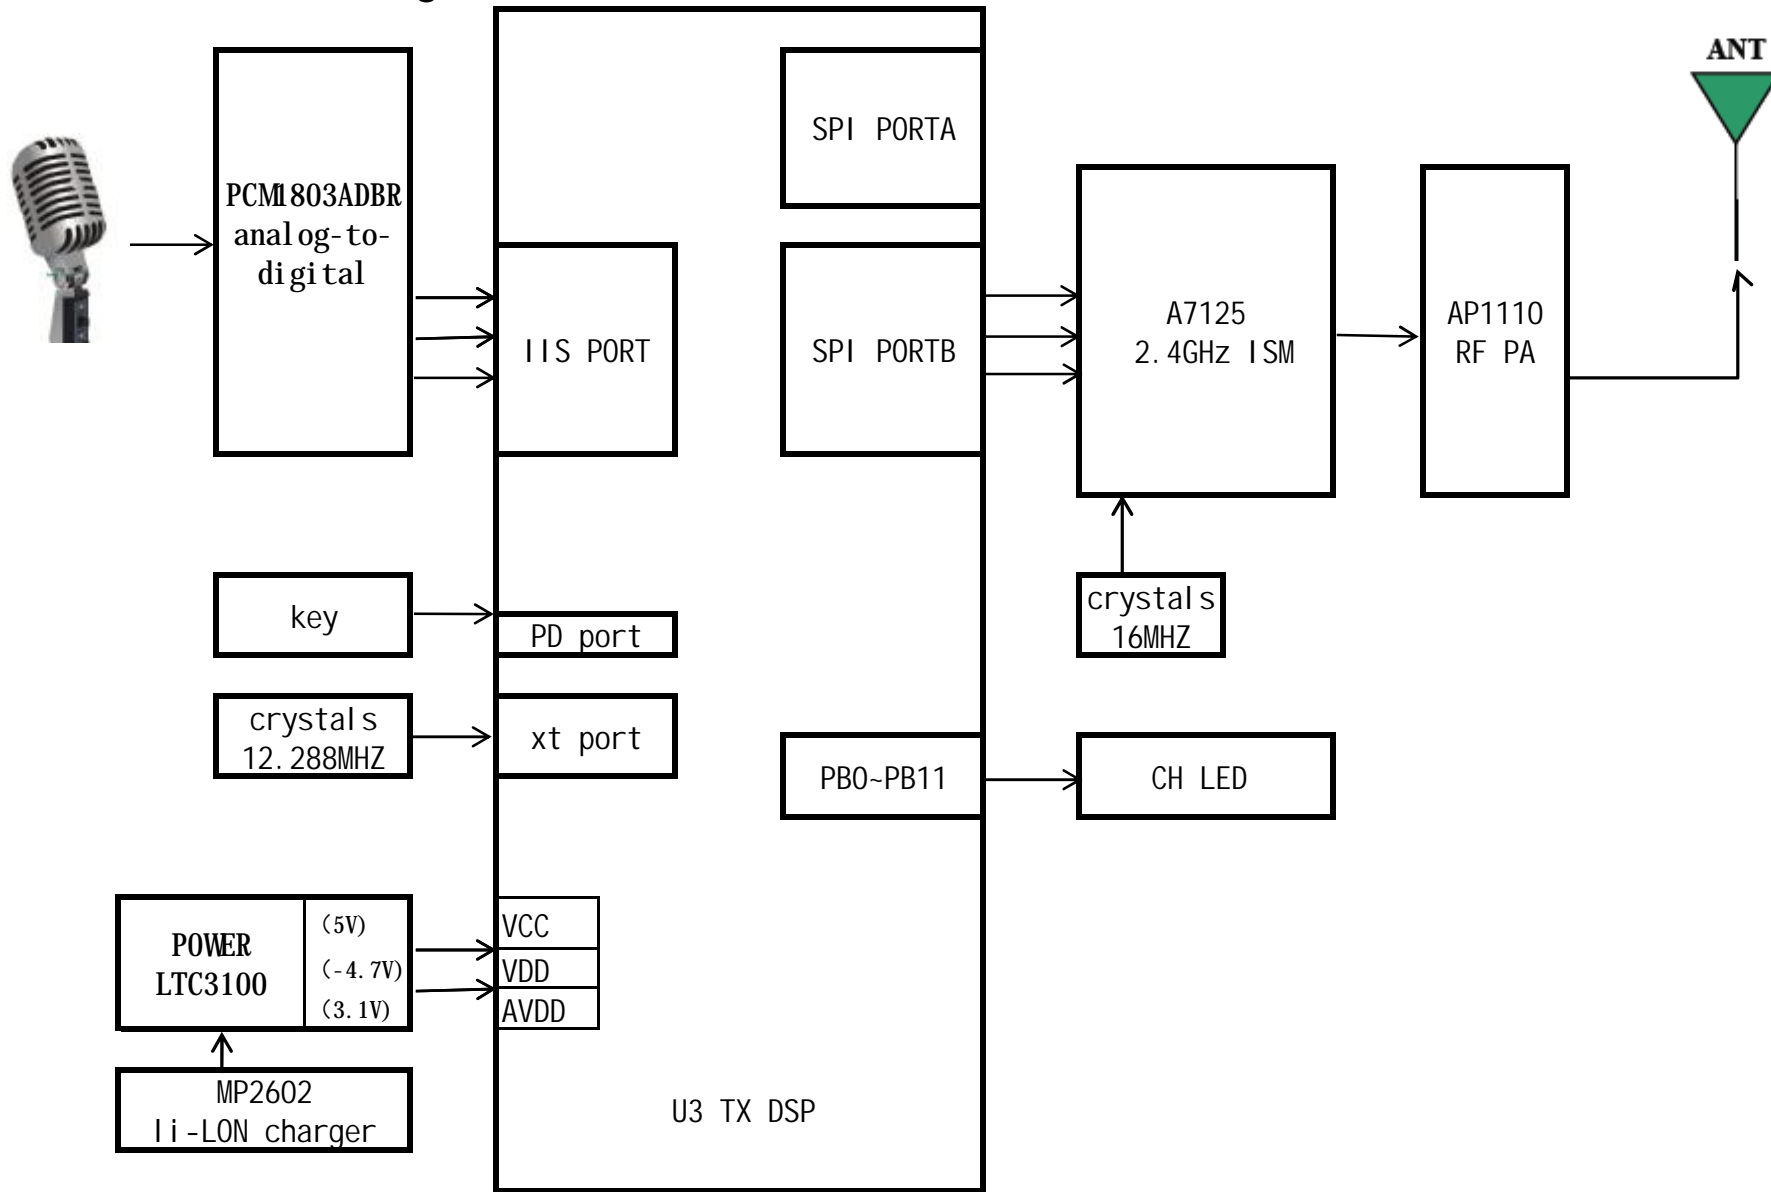 g
ANT
SPI PORTA
PCM1803ADBR
analog-to-
digital
IIS PORT
SPI PORTB
A7125
2.4GHz ISM
AP1110
RF PA
key
PD port
crystals
16MHZ
crystals
12.288MHZ
xt port
PB0~PB11
CH LED
POWER
LTC3100
(5V)
(-4.7V)
(3.1V)
VCC
VDD
AVDD
MP2602
li-LON charger
U3 TX DSP